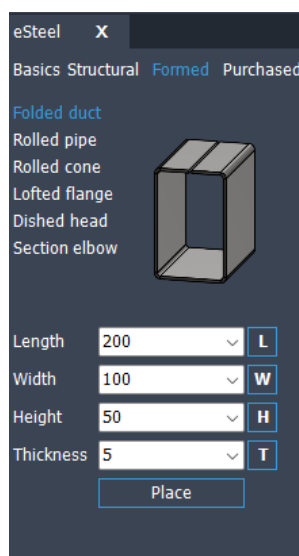 eSteel X
Basics Structural Formed Purchased
Folded duct
Rolled pipe
Rolled cone
Lofted flange
Dished head
Section elbow
Length 200 L
Width 100 W
Height 50 H
Thickness 5 T
Place